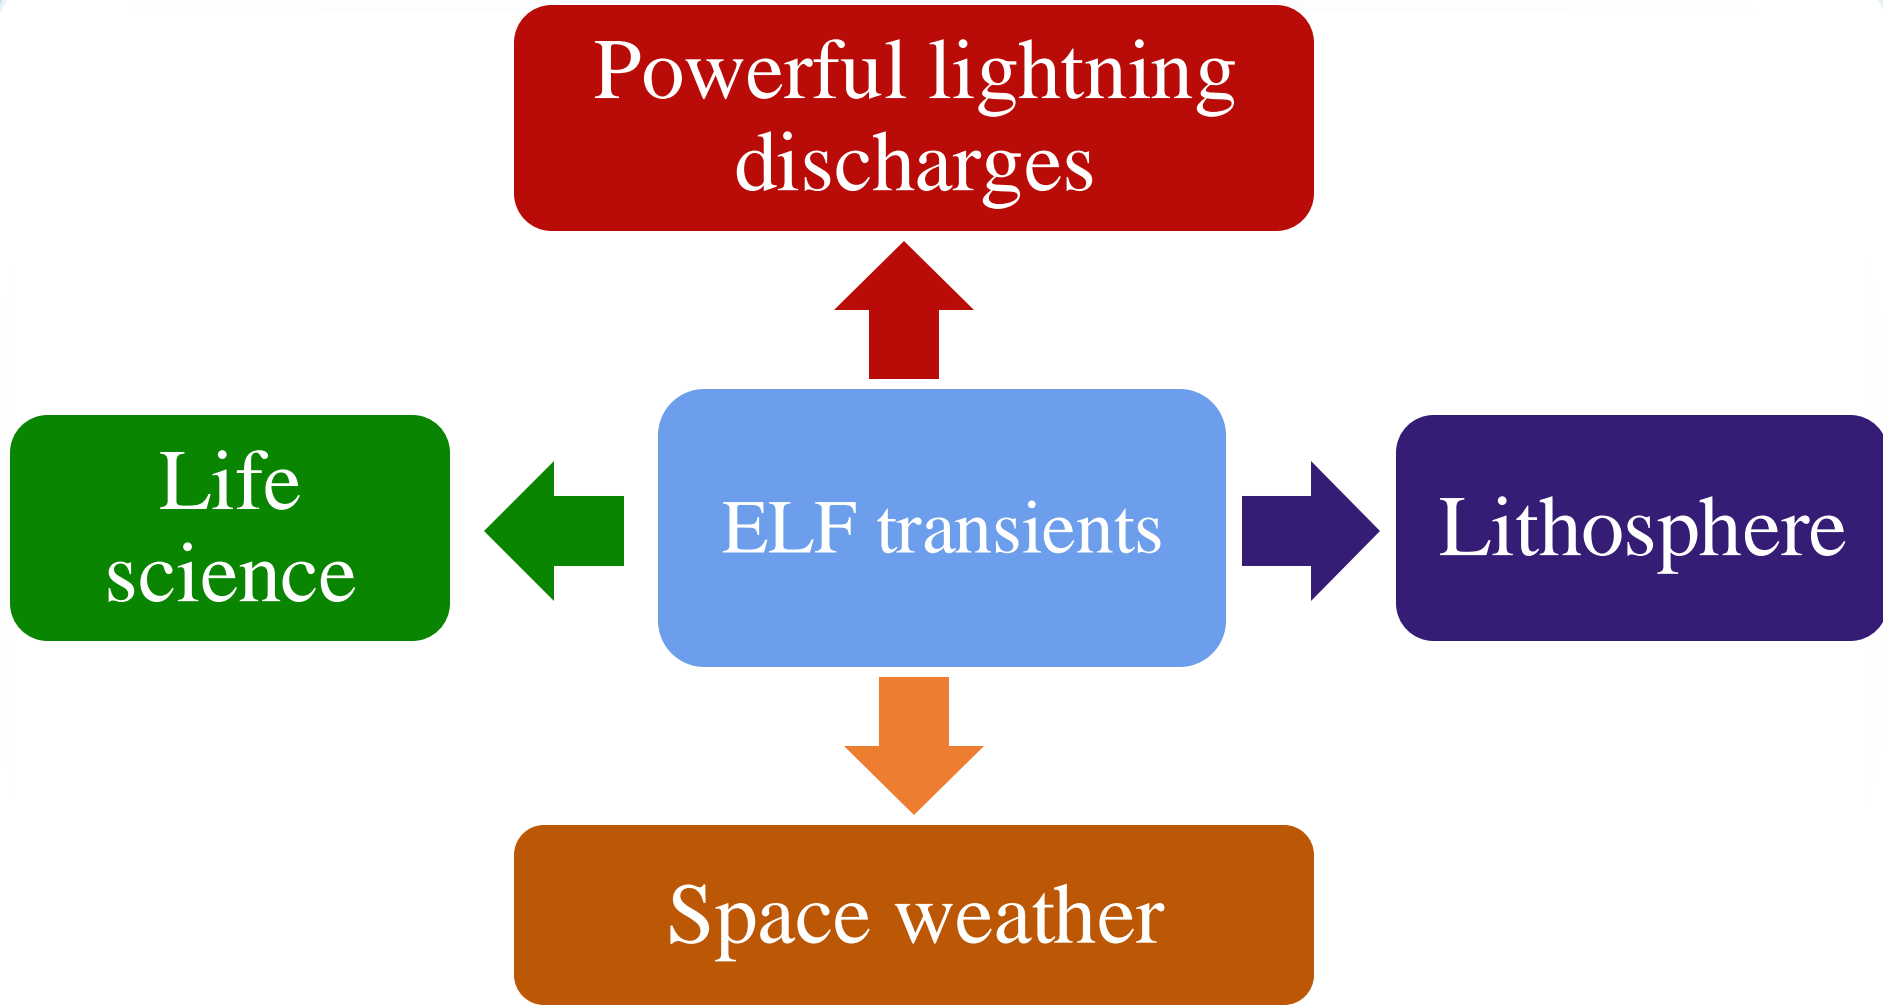 Powerful lightning
discharges
Life
science
ELF transients
Lithosphere
Space weather